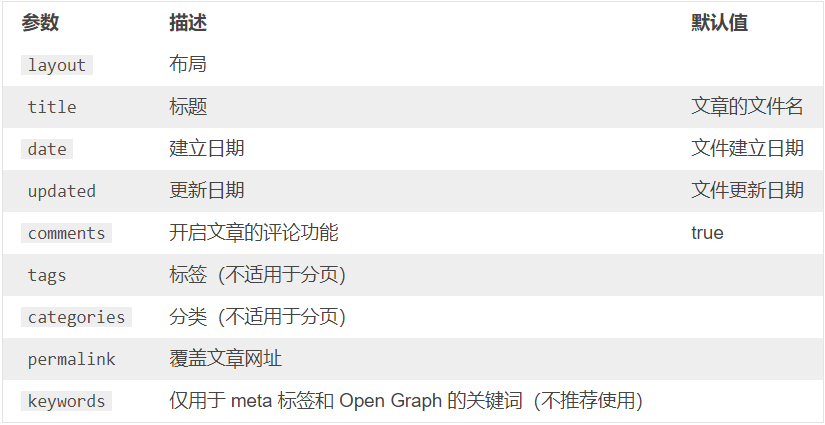 参数 描述 默认值
layout 布局
title 标题 文章的文件名
date 建立日期 文件建立日期
updated 更新日期 文件更新日期
comments 开启文章的评论功能 true
tags 标签（不适用于分页）
categories 分类（不适用于分页）
permalink 覆盖文章网址
keywords 仅用于 meta 标签和 Open Graph 的关键词（不推荐使用）